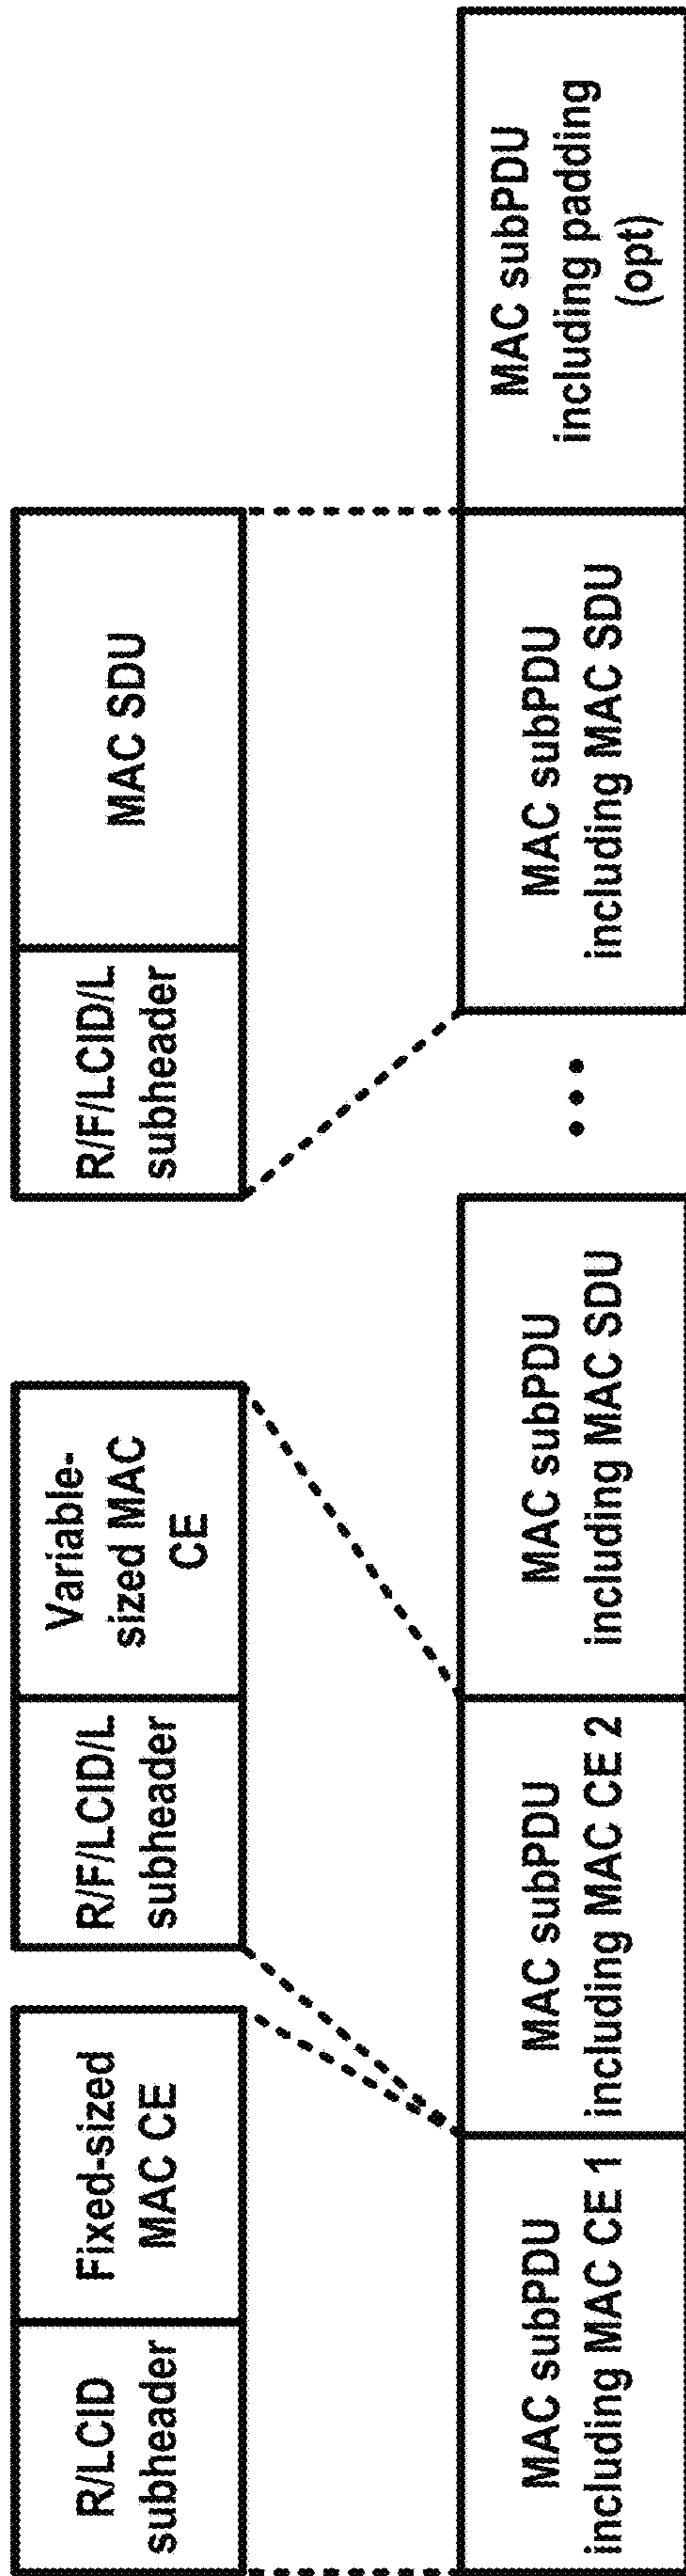 R/LCID
subheader
Fixed-sized
MAC CE
R/F/LCID/L
subheader
Variable-
sized MAC
CE
R/F/LCID/L
subheader
MAC SDU
MAC subPDU
including MAC CE 1
MAC subPDU
including MAC CE 2
MAC subPDU
including MAC SDU
...
MAC subPDU
including MAC SDU
MAC subPDU
including padding
(opt)